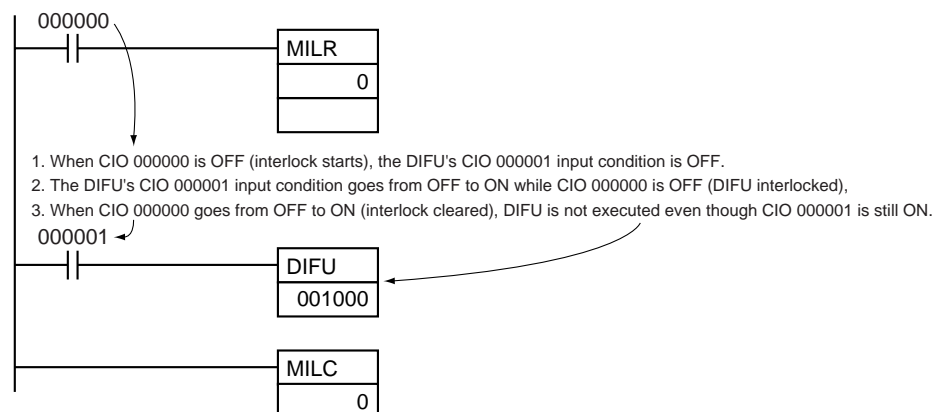 000000
MILR
0
1. When CIO 000000 is OFF (interlock starts), the DIFU's CIO 000001 input condition is OFF.
2. The DIFU's CIO 000001 input condition goes from OFF to ON while CIO 000000 is OFF (DIFU interlocked),
3. When CIO 000000 goes from OFF to ON (interlock cleared), DIFU is not executed even though CIO 000001 is still ON.
000001
DIFU
001000
MILC
0